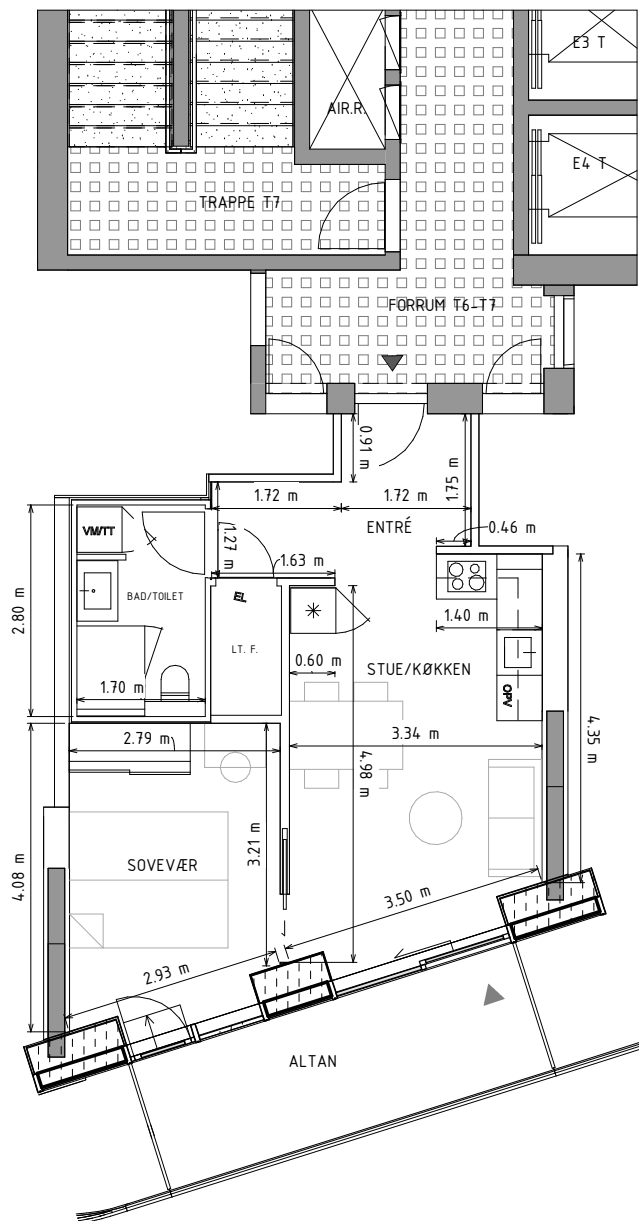 E3 T
AIR.R.
E4 T
TRAPPE T7
FORRUM T6-T7
0.91 m
1.75 m
1.72 m
1.72 m
ENTRÉ
0.46 m
VM/TT
1.27 m
1.63 m
2.80 m
BAD/TOILET
EL
1.40 m
LT. F.
0.60 m
STUE/KØKKEN
1.70 m
OPV
2.79 m
3.34 m
4.35 m
4.98 m
3.21 m
4.08 m
SOVEVÆR
3.50 m
2.93 m
ALTAN